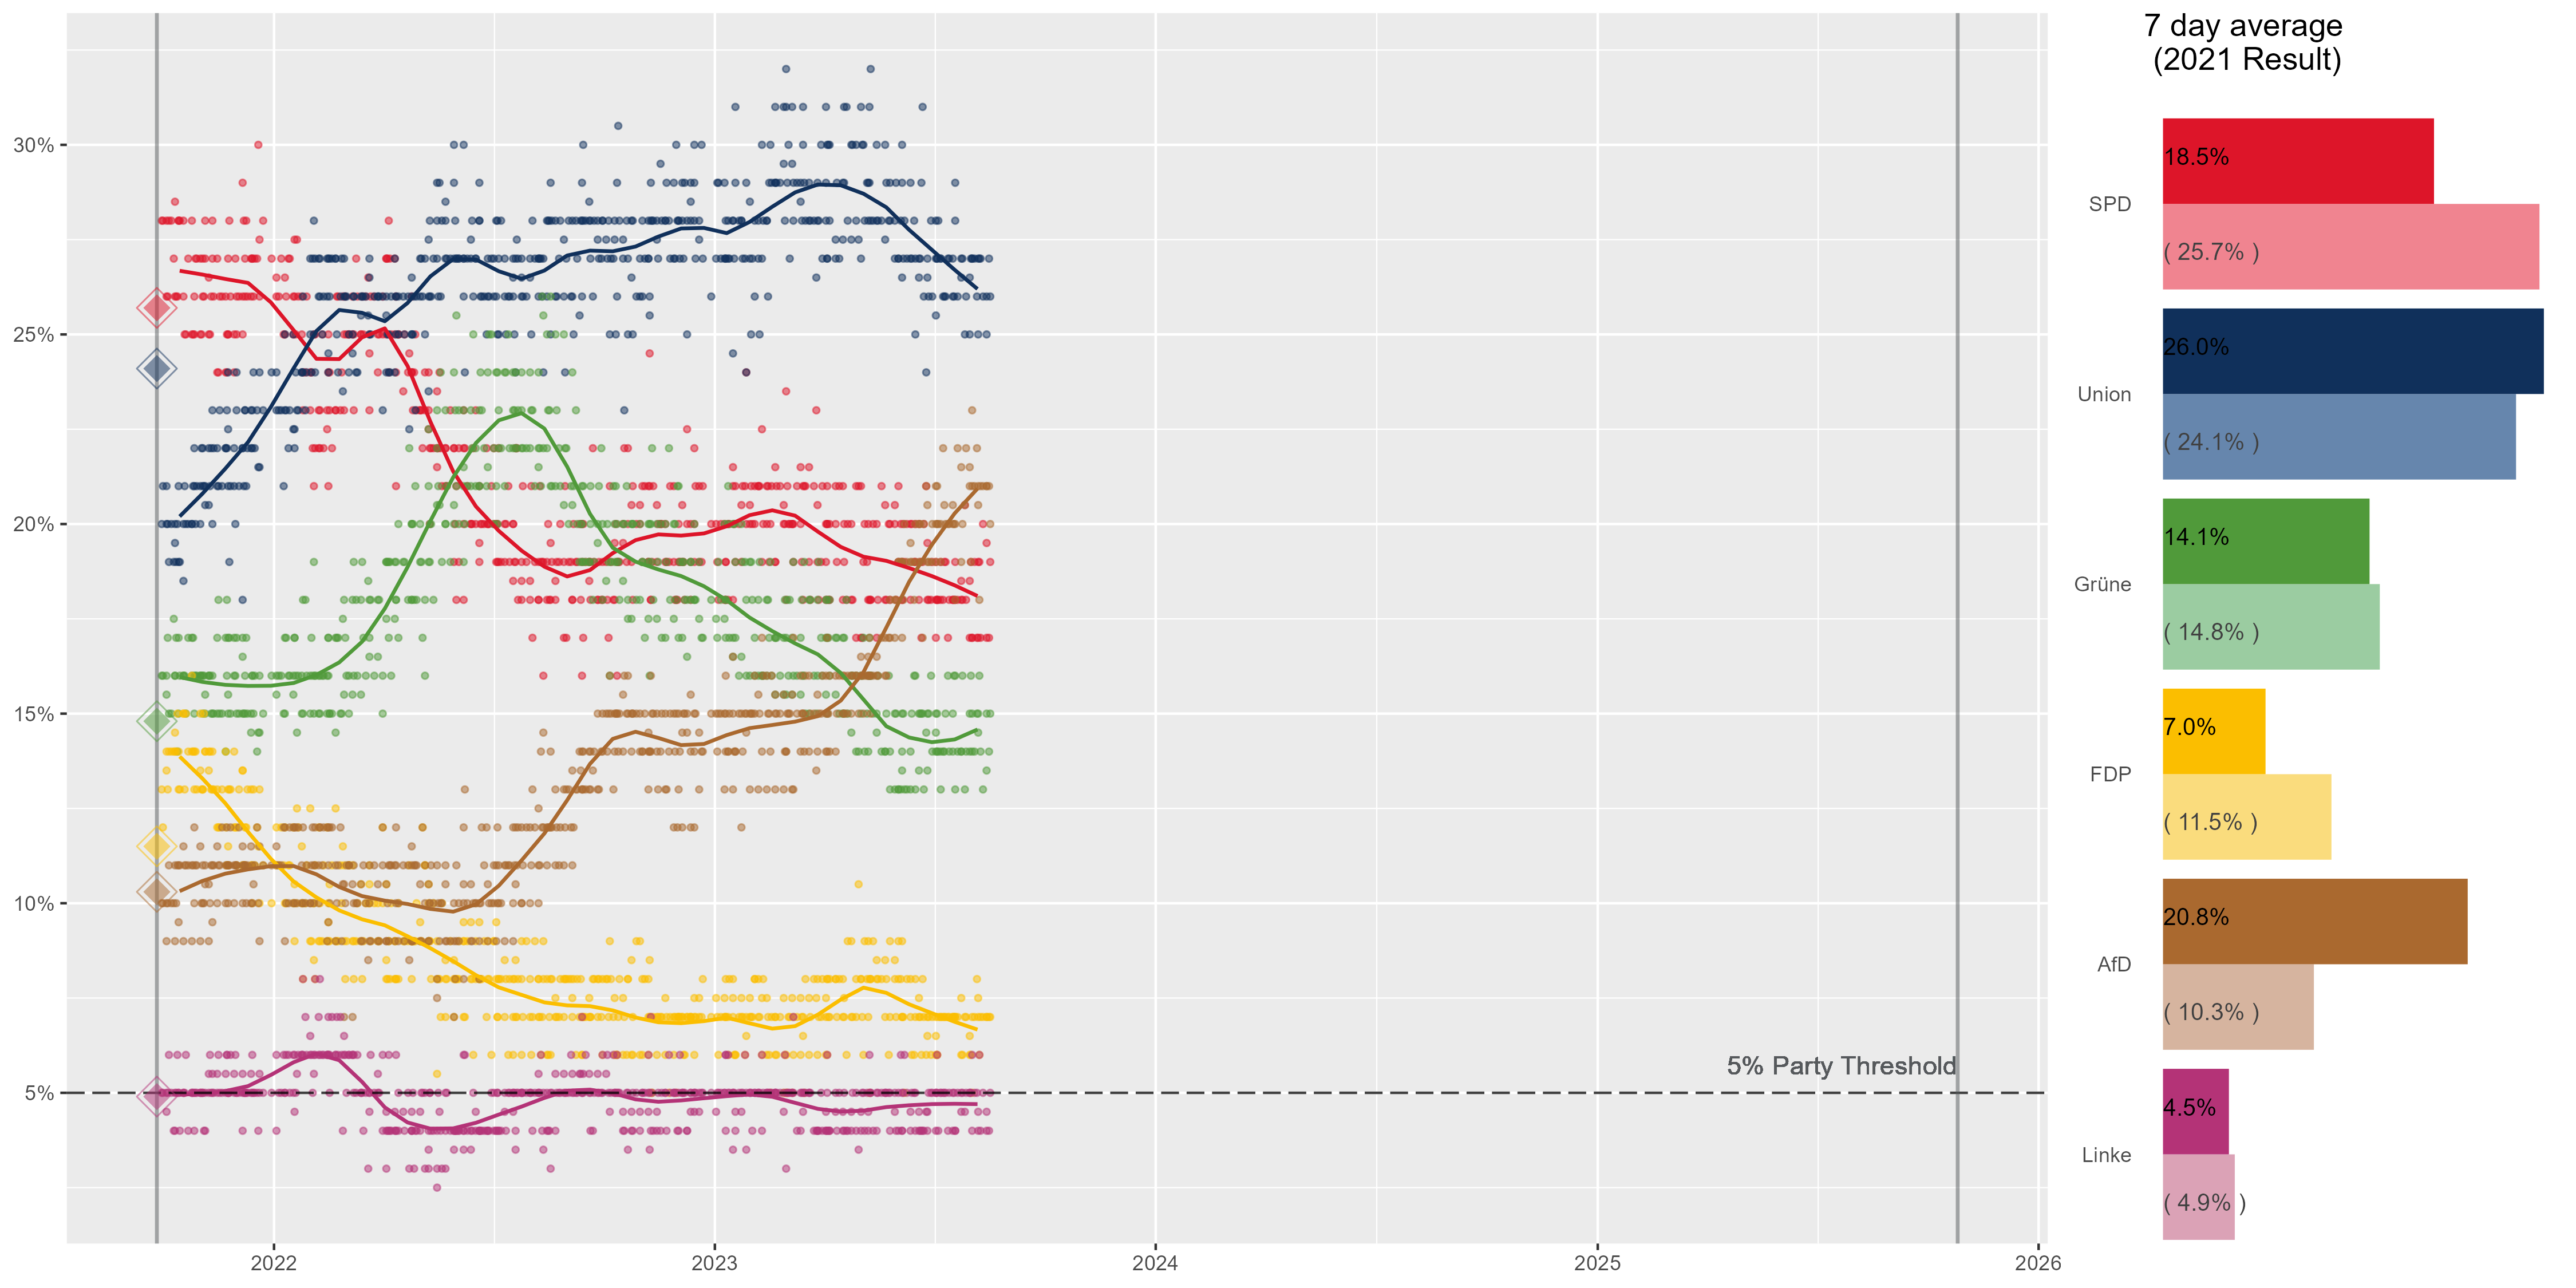 7 day average
(2021 Result)
30%
25%
20%
15%
10%
5%
5% Party Threshold
2022
2023
2024
2025
2026
SPD
18.5%
( 25.7% )
Union
26.0%
( 24.1% )
Grüne
14.1%
( 14.8% )
FDP
7.0%
( 11.5% )
AfD
20.8%
( 10.3% )
Linke
4.5%
( 4.9% )